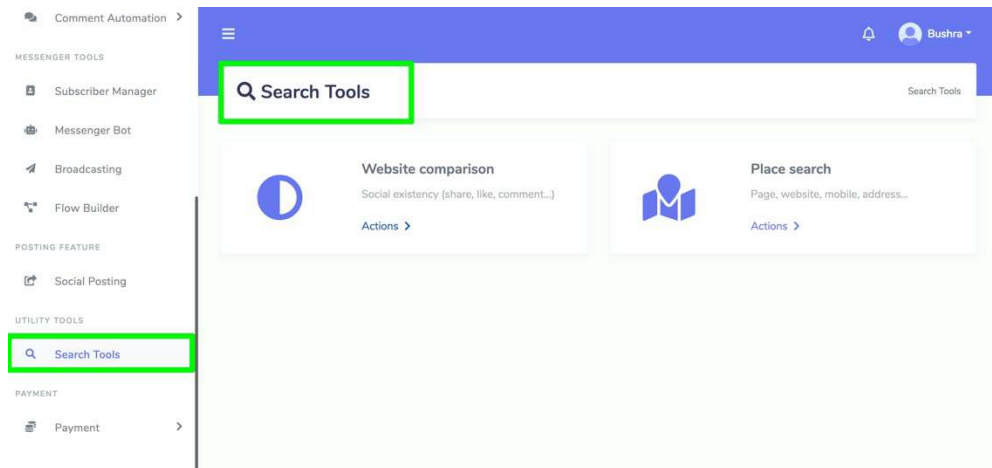 Comment Automation
MESSENGER TOOLS
Subscriber Manager
Messenger Bot
Broadcasting
Flow Builder
POSTING FEATURE
Social Posting
UTILITY TOOLS
Search Tools
PAYMENT
Payment
Bushra
Search Tools
Search Tools
Website comparison
Social existency (share, like, comment...)
Actions
Place search
Page, website, mobile, address...
Actions